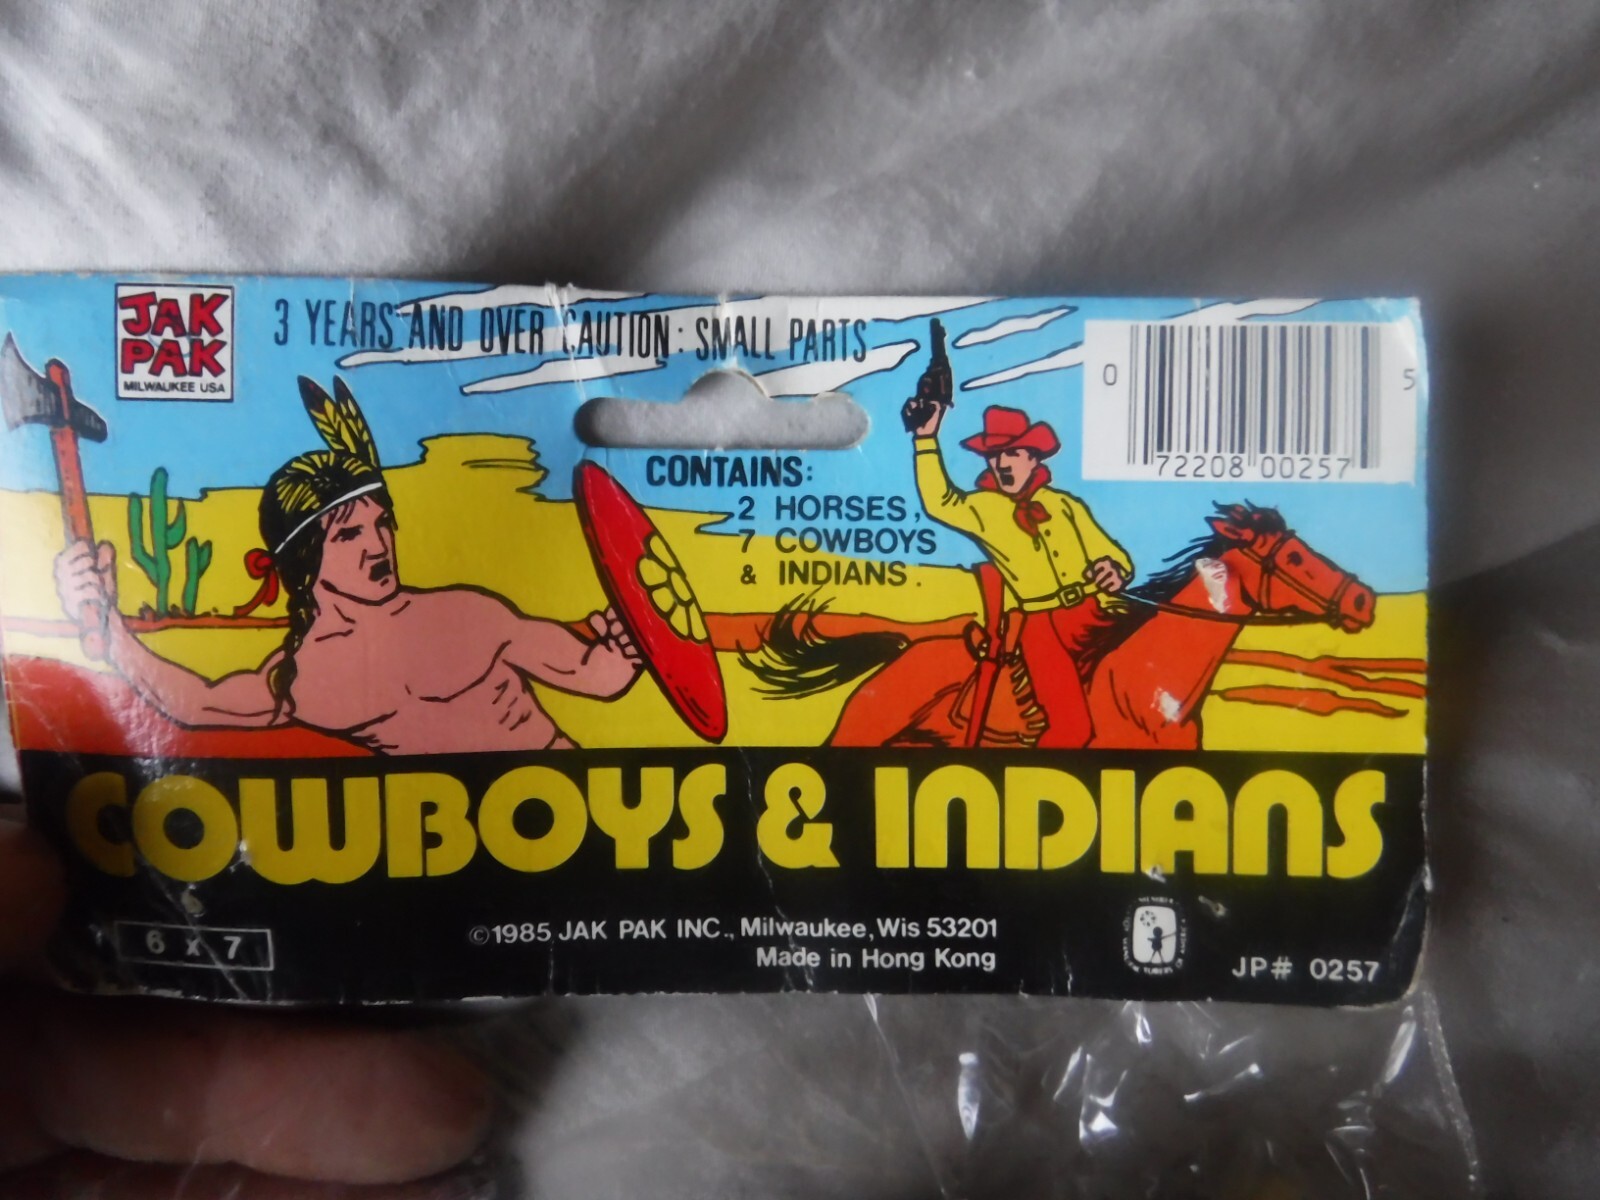 JAK
PAK
MILWAUKEE USA
3 YEARS AND OVER CAUTION: SMALL PARTS
CONTAINS:
2 HORSES,
7 COWBOYS
& INDIANS.
0 72208 00257 5
COWBOYS & INDIANS
6 x 7
©1985 JAK PAK INC., Milwaukee, Wis 53201
Made in Hong Kong
JP# 0257